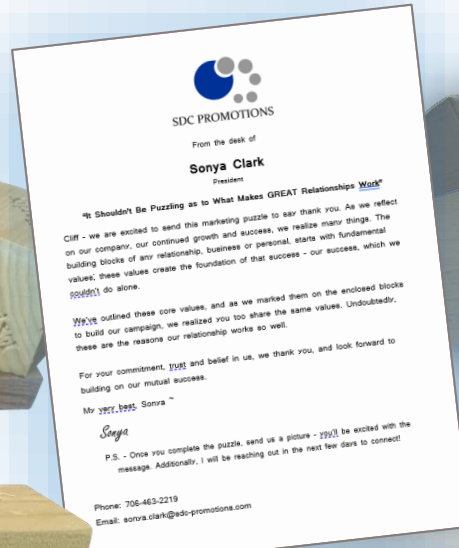 SDC PROMOTIONS
From the desk of
Sonya Clark
President
"It Shouldn't Be Puzzling as to What Makes GREAT Relationships Work"
Cliff - we are excited to send this marketing puzzle to say thank you. As we reflect
on our company, our continued growth and success, we realize many things. The
building blocks of any relationship, business or personal, starts with fundamental
values; these values create the foundation of that success - our success, which we
couldn't do alone.
We've outlined these core values, and as we marked them on the enclosed blocks
to build our campaign, we realized you too share the same values. Undoubtedly,
these are the reasons our relationship works so well.
For your commitment, trust and belief in us, we thank you, and look forward to
building on our mutual success.
My very best, Sonya ~
Sonya
P.S. - Once you complete the puzzle, send us a picture - you'll be excited with the
message. Additionally, I will be reaching out in the next few days to connect!
Phone: 706-463-2219
Email: sonya.clark@sdc-promotions.com